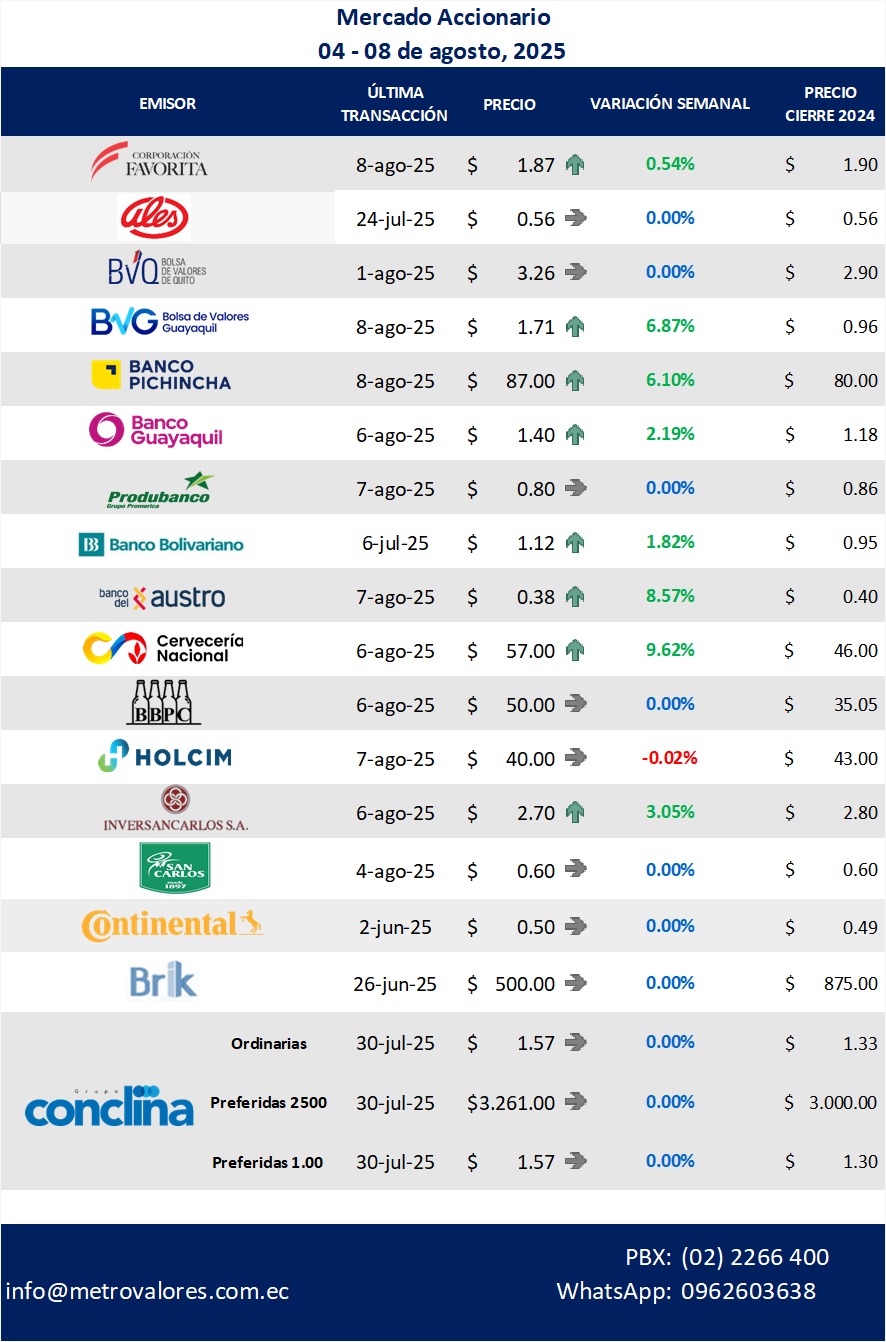 Mercado Accionario
04 - 08 de agosto, 2025
EMISOR ÚLTIMA TRANSACCIÓN PRECIO VARIACIÓN SEMANAL PRECIO CIERRE 2024
CORPORACIÓN FAVORITA 8-ago-25 $ 1.87 0.54% $ 1.90
ales 24-jul-25 $ 0.56 0.00% $ 0.56
BVQ BOLSA DE VALORES DE QUITO 1-ago-25 $ 3.26 0.00% $ 2.90
BVG Bolsa de Valores Guayaquil 8-ago-25 $ 1.71 6.87% $ 0.96
BANCO PICHINCHA 8-ago-25 $ 87.00 6.10% $ 80.00
Banco Guayaquil 6-ago-25 $ 1.40 2.19% $ 1.18
Produbanco Grupo Promerica 7-ago-25 $ 0.80 0.00% $ 0.86
BB Banco Bolivariano 6-jul-25 $ 1.12 1.82% $ 0.95
banco del austro 7-ago-25 $ 0.38 8.57% $ 0.40
Cervecería Nacional 6-ago-25 $ 57.00 9.62% $ 46.00
BBPC 6-ago-25 $ 50.00 0.00% $ 35.05
HOLCIM 7-ago-25 $ 40.00 -0.02% $ 43.00
INVERSANCARLOS S.A. 6-ago-25 $ 2.70 3.05% $ 2.80
SAN CARLOS Desde 1897 4-ago-25 $ 0.60 0.00% $ 0.60
Continental 2-jun-25 $ 0.50 0.00% $ 0.49
Brik 26-jun-25 $ 500.00 0.00% $ 875.00
Ordinarias 30-jul-25 $ 1.57 0.00% $ 1.33
Grupo conclina Preferidas 2500 30-jul-25 $3.261.00 0.00% $ 3.000.00
Preferidas 1.00 30-jul-25 $ 1.57 0.00% $ 1.30
PBX: (02) 2266 400
info@metrovalores.com.ec WhatsApp: 0962603638